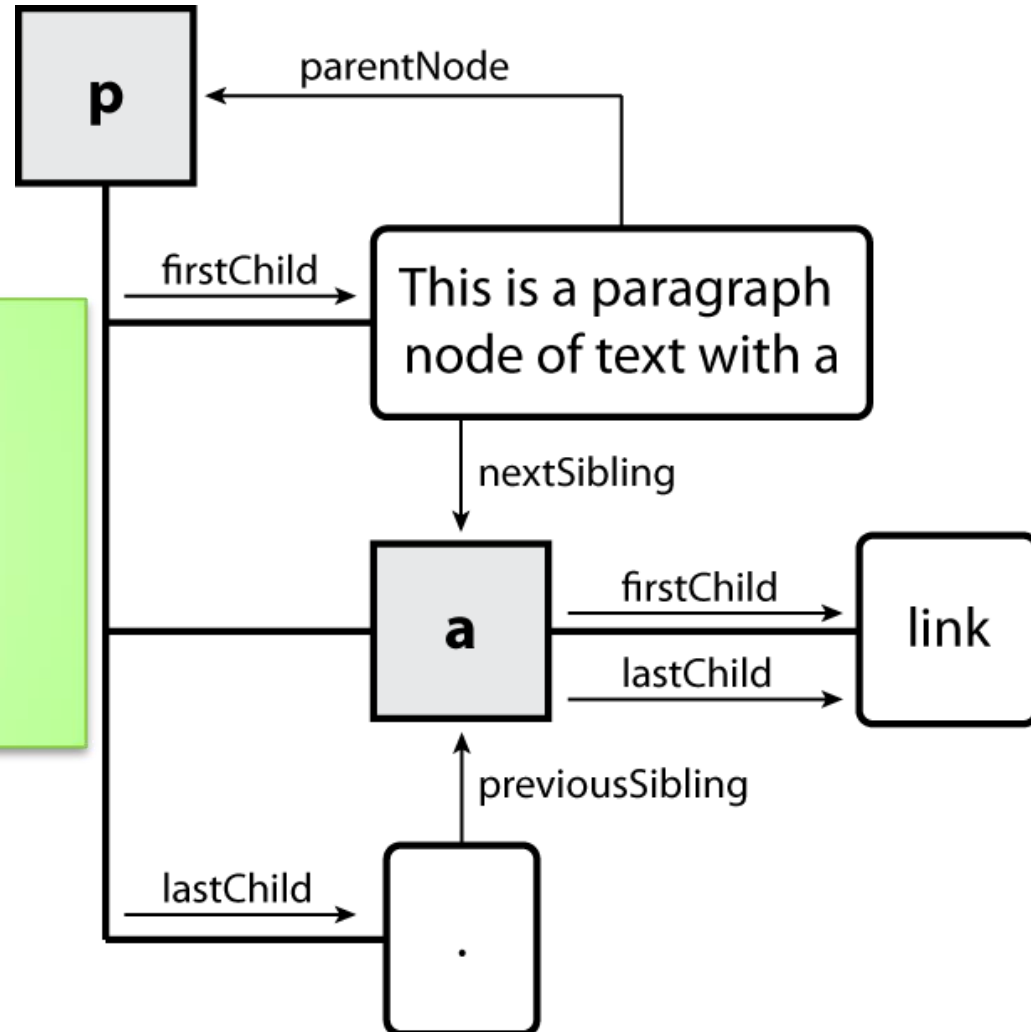 p
parentNode
firstChild
This is a paragraph
node of text with a
nextSibling
a
firstChild
link
lastChild
previousSibling
lastChild
.